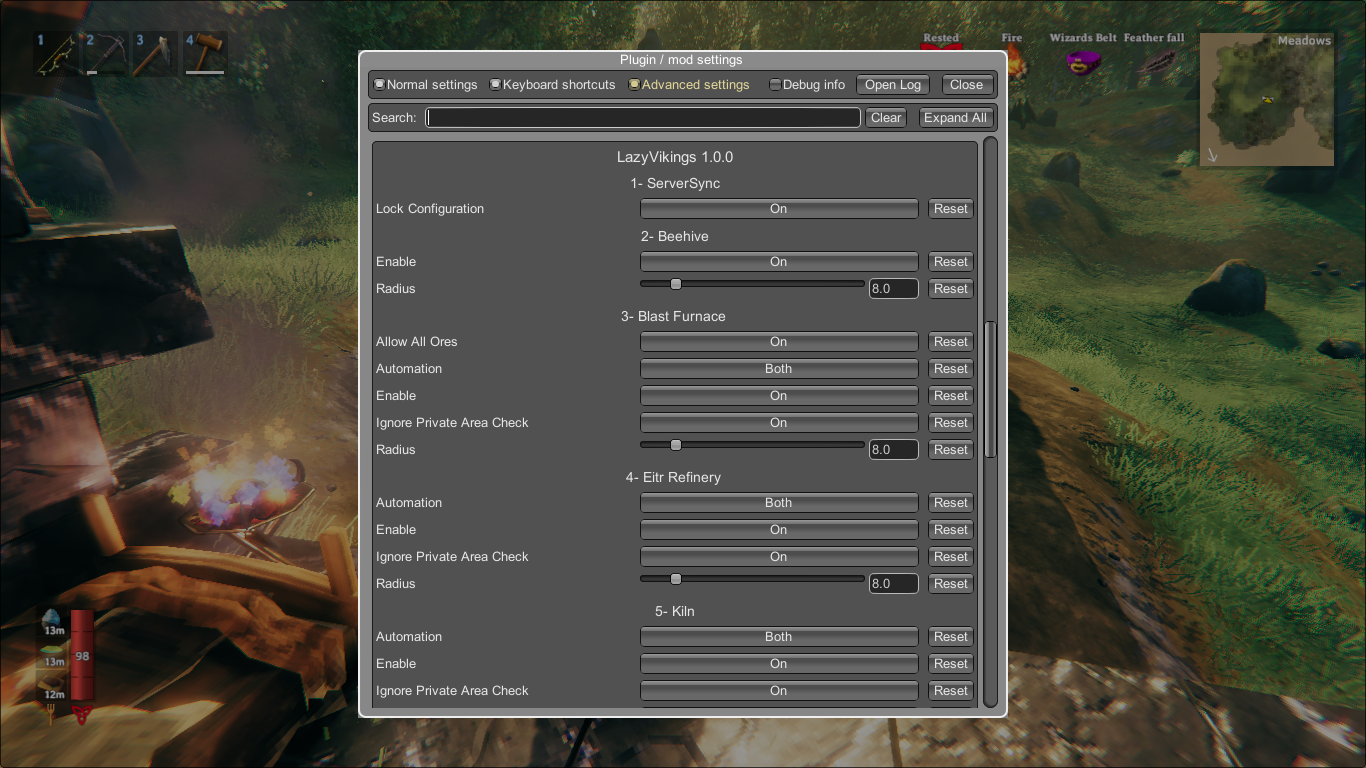 1 2 3 4
Rested Fire Wizards Belt Feather fall
Meadows
Plugin / mod settings
Normal settings Keyboard shortcuts Advanced settings Debug info Open Log Close
Search: Clear Expand All
LazyVikings 1.0.0
1- ServerSync
Lock Configuration On Reset
2- Beehive
Enable On Reset
Radius 8.0 Reset
3- Blast Furnace
Allow All Ores On Reset
Automation Both Reset
Enable On Reset
Ignore Private Area Check On Reset
Radius 8.0 Reset
4- Eitr Refinery
Automation Both Reset
Enable On Reset
Ignore Private Area Check On Reset
Radius 8.0 Reset
5- Kiln
Automation Both Reset
Enable On Reset
Ignore Private Area Check On Reset
13m
13m
98
12m